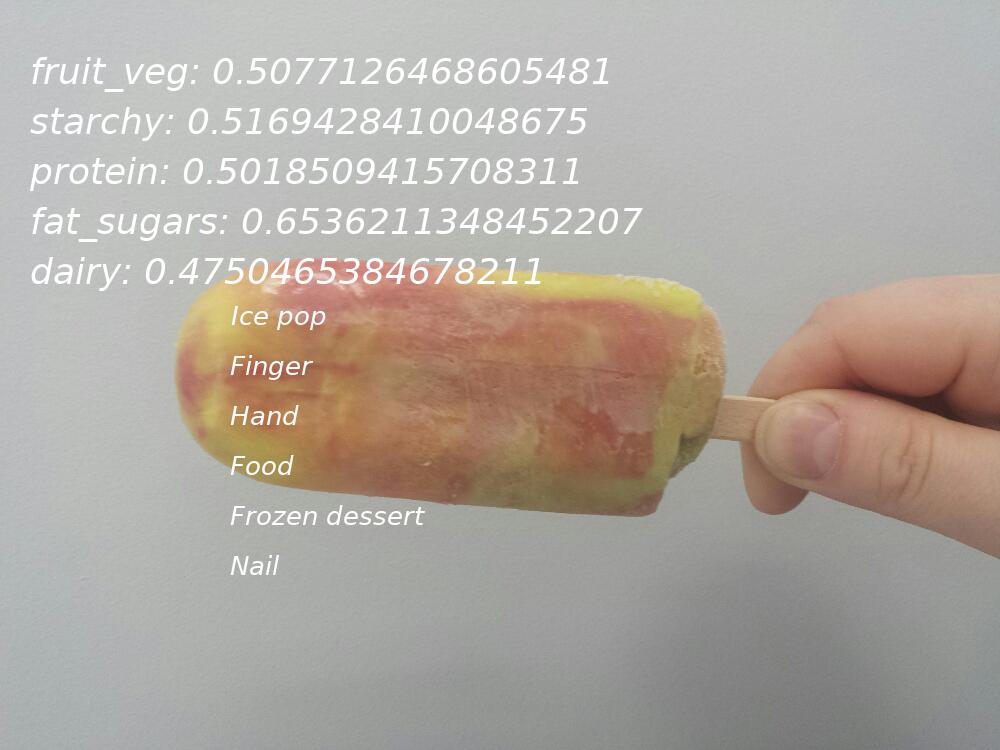 fruit_veg: 0.5077126468605481
starchy: 0.5169428410048675
protein: 0.5018509415708311
fat_sugars: 0.6536211348452207
dairy: 0.4750465384678211
Ice pop
Finger
Hand
Food
Frozen dessert
Nail